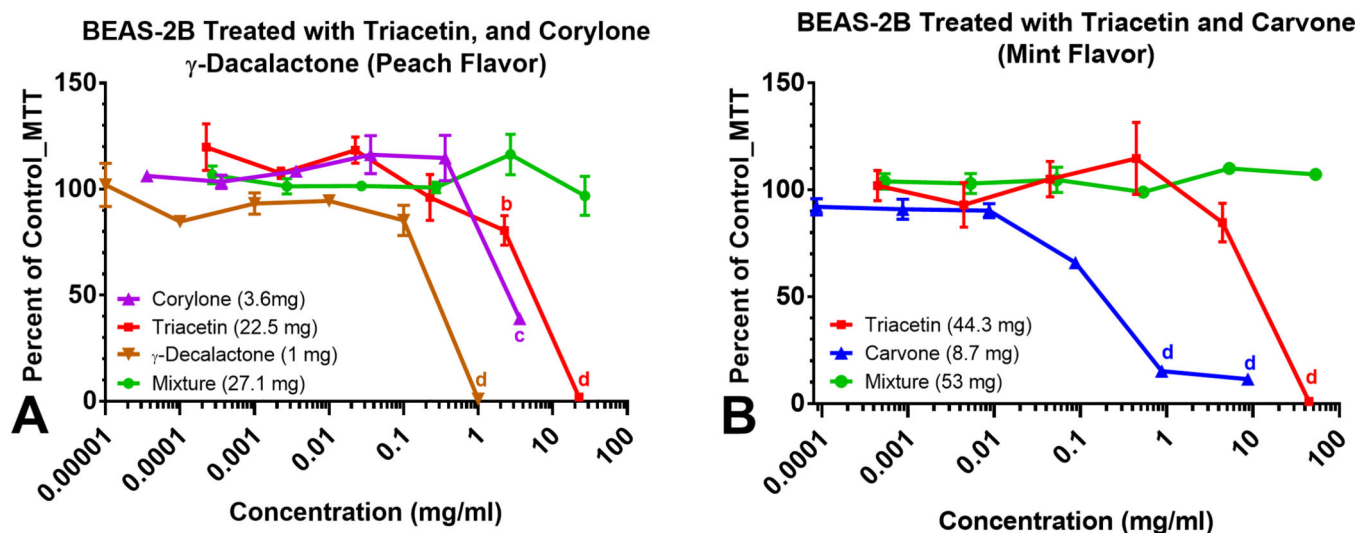 BEAS-2B Treated with Triacetin, and Corylone
γ-Dacalactone (Peach Flavor)
Percent of Control_MTT
150
100
50
0
b
c
d
d
Corylone (3.6mg)
Triacetin (22.5 mg)
γ-Decalactone (1 mg)
Mixture (27.1 mg)
A
0.00001
0.0001
0.001
0.01
0.1
1
10
100
Concentration (mg/ml)
BEAS-2B Treated with Triacetin and Carvone
(Mint Flavor)
Percent of Control_MTT
150
100
50
0
d
d
d
Triacetin (44.3 mg)
Carvone (8.7 mg)
Mixture (53 mg)
B
0.0001
0.001
0.01
0.1
1
10
100
Concentration (mg/ml)